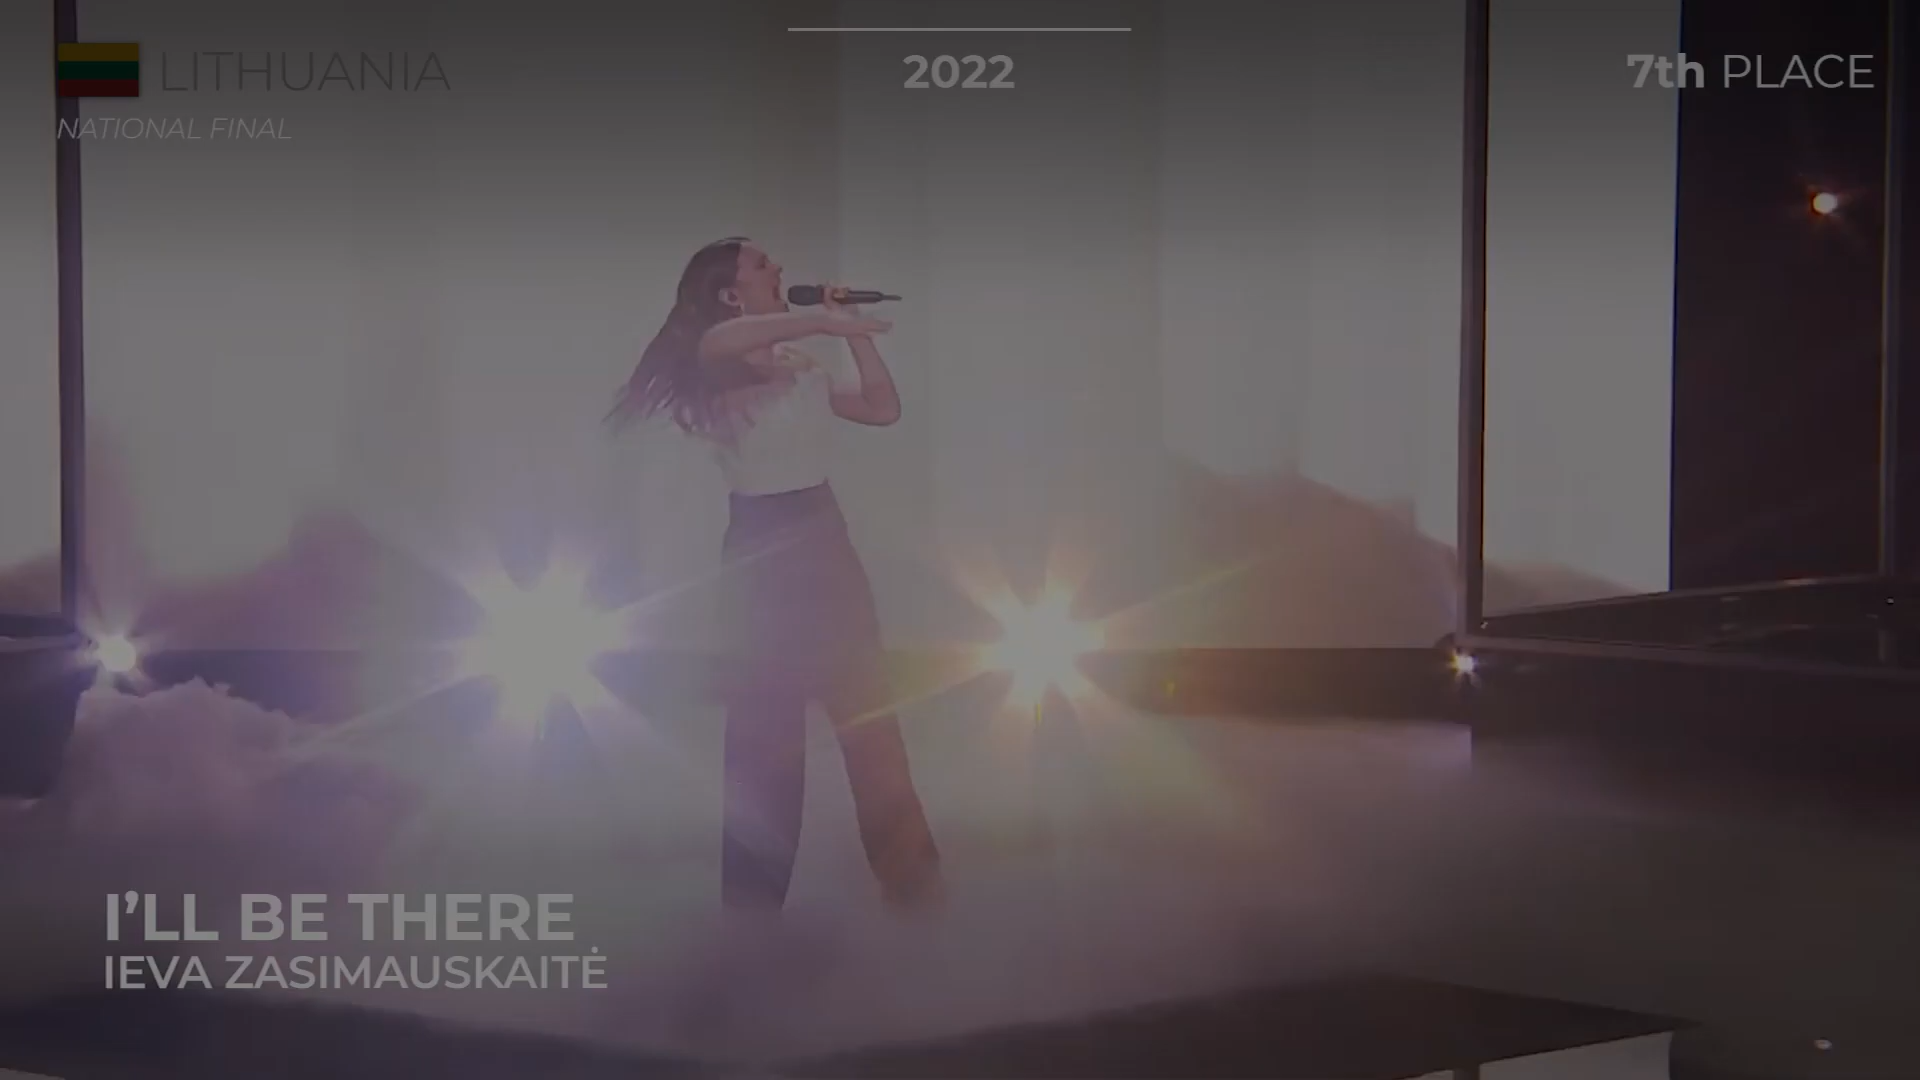 LITHUANIA
NATIONAL FINAL
2022
7th PLACE
I’LL BE THERE
IEVA ZASIMAUSKAITĖ